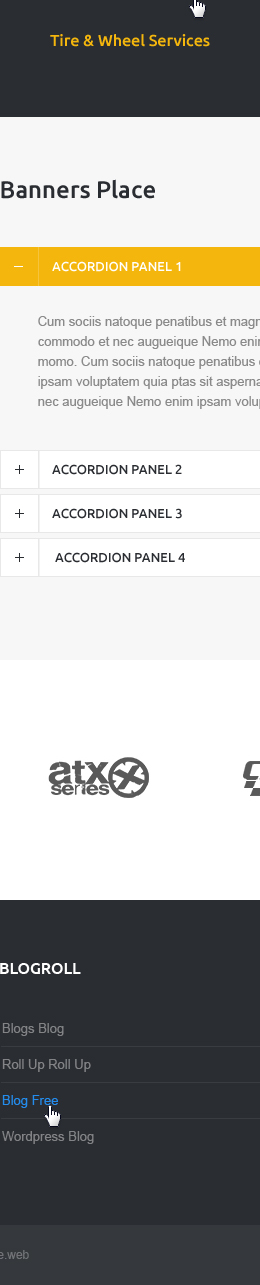 Tire & Wheel Services
Banners Place
ACCORDION PANEL 1
Cum sociis natoque penatibus et magn
commodo et nec augueique Nemo enim
momo. Cum sociis natoque penatibus
ipsam voluptatem quia ptas sit asperna
nec augueique Nemo enim ipsam volup
ACCORDION PANEL 2
ACCORDION PANEL 3
ACCORDION PANEL 4
atx
series
BLOGROLL
Blogs Blog
Roll Up Roll Up
Blog Free
Wordpress Blog
e.web